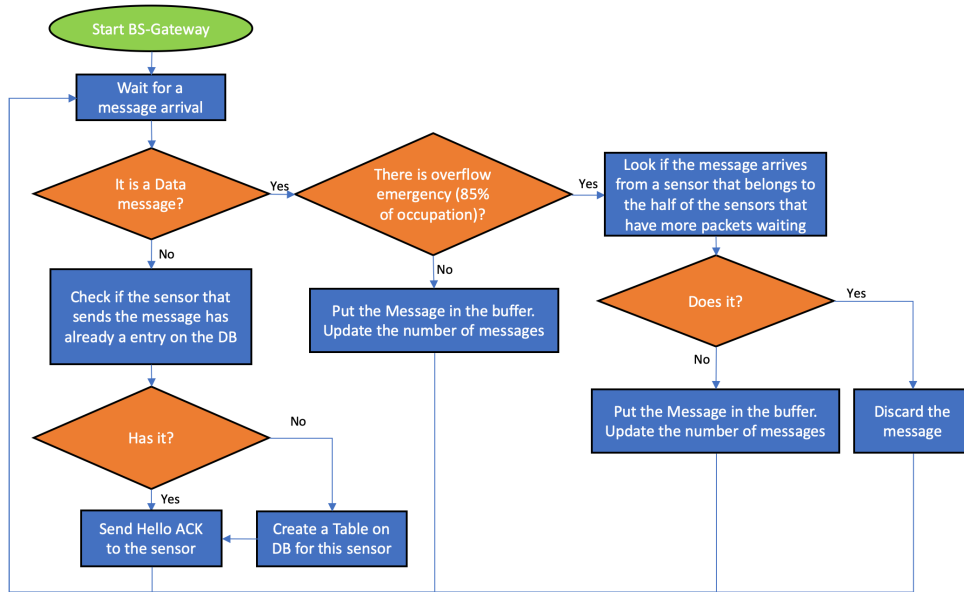 Start BS-Gateway
Wait for a
message arrival
It is a Data
message?
Yes
There is overflow
emergency (85%
of occupation)?
Yes
Look if the message arrives
from a sensor that belongs to
the half of the sensors that
have more packets waiting
No
Check if the sensor that
sends the message has
already a entry on the DB
No
Put the Message in the buffer.
Update the number of messages
Does it?
Yes
No
Put the Message in the buffer.
Update the number of messages
Discard the
message
Has it?
No
Yes
Send Hello ACK
to the sensor
Create a Table on
DB for this sensor